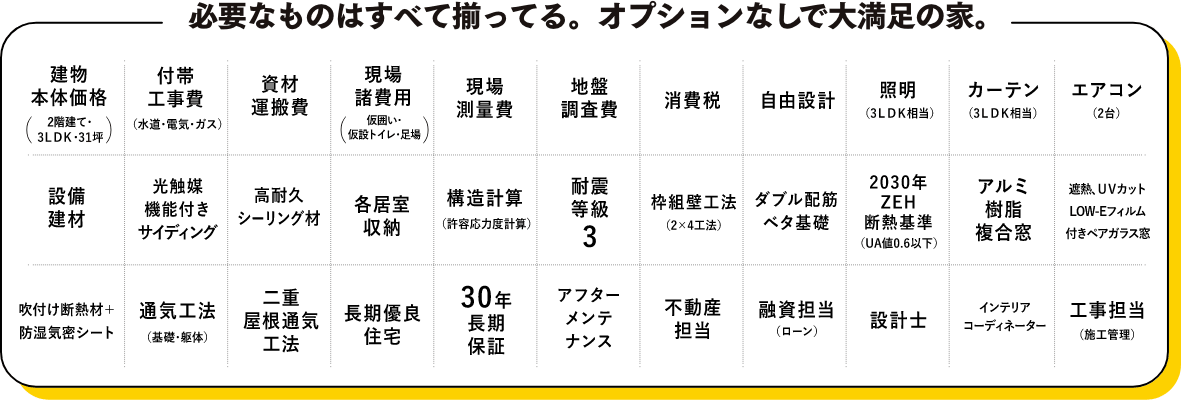 必要なものはすべて揃ってる。オプションなしで大満足の家。
建物
本体価格
（2階建て・
3LDK・31坪）
付帯
工事費
（水道・電気・ガス）
資材
運搬費
現場
諸費用
（仮囲い・
仮設トイレ・足場）
現場
測量費
地盤
調査費
消費税
自由設計
照明
（3LDK相当）
カーテン
（3LDK相当）
エアコン
（2台）
設備
建材
光触媒
機能付き
サイディング
高耐久
シーリング材
各居室
収納
構造計算
（許容応力度計算）
耐震
等級
3
枠組壁工法
（2×4工法）
ダブル配筋
ベタ基礎
2030年
ZEH
断熱基準
（UA値0.6以下）
アルミ
樹脂
複合窓
遮熱、UVカット
LOW-Eフィルム
付きペアガラス窓
吹付け断熱材＋
防湿気密シート
通気工法
（基礎・躯体）
二重
屋根通気
工法
長期優良
住宅
30年
長期
保証
アフター
メンテ
ナンス
不動産
担当
融資担当
（ローン）
設計士
インテリア
コーディネーター
工事担当
（施工管理）